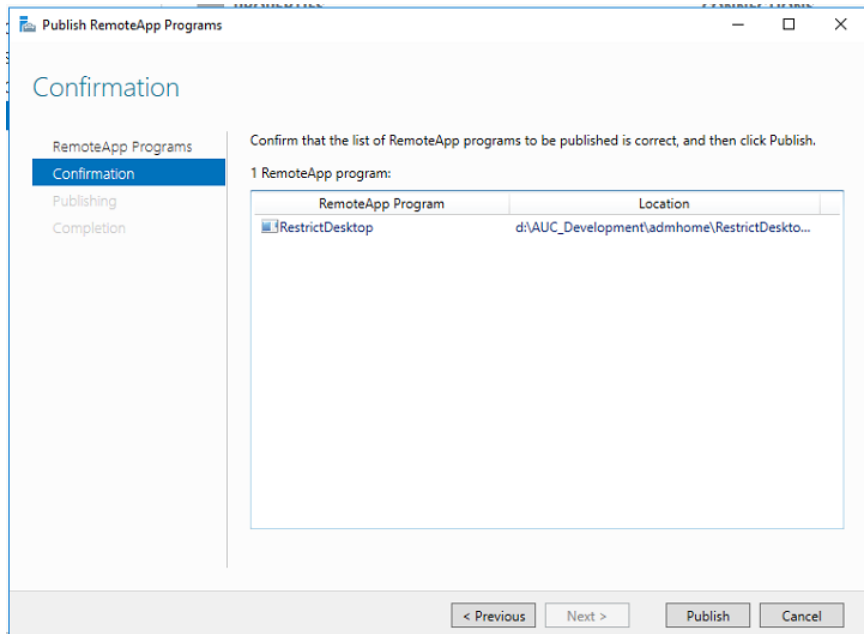 PROPERTIES
CONNECTIONS
Publish RemoteApp Programs
Confirmation
RemoteApp Programs
Confirmation
Publishing
Completion
Confirm that the list of RemoteApp programs to be published is correct, and then click Publish.
1 RemoteApp program:
RemoteApp Program Location
RestrictDesktop d:\AUC_Development\admhome\RestrictDeskto...
< Previous Next > Publish Cancel